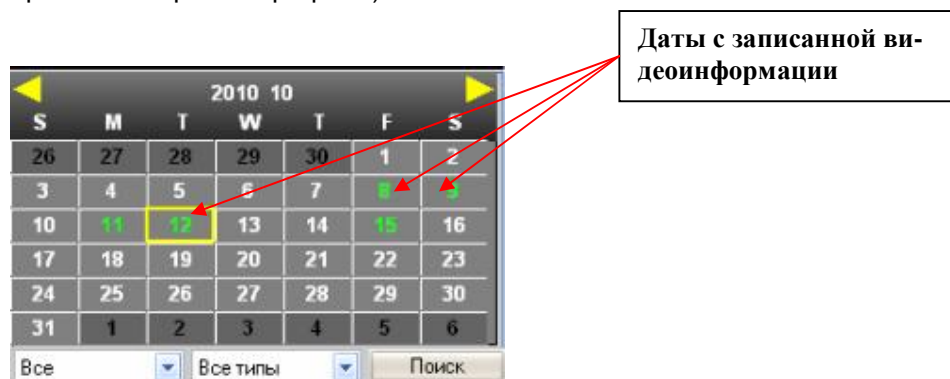 Даты с записанной ви-
деоинформации
2010 10
S M T W T F S
26 27 28 29 30 1 2
3 4 5 6 7 8 9
10 11 12 13 14 15 16
17 18 19 20 21 22 23
24 25 26 27 28 29 30
31 1 2 3 4 5 6
Все Все типы Поиск